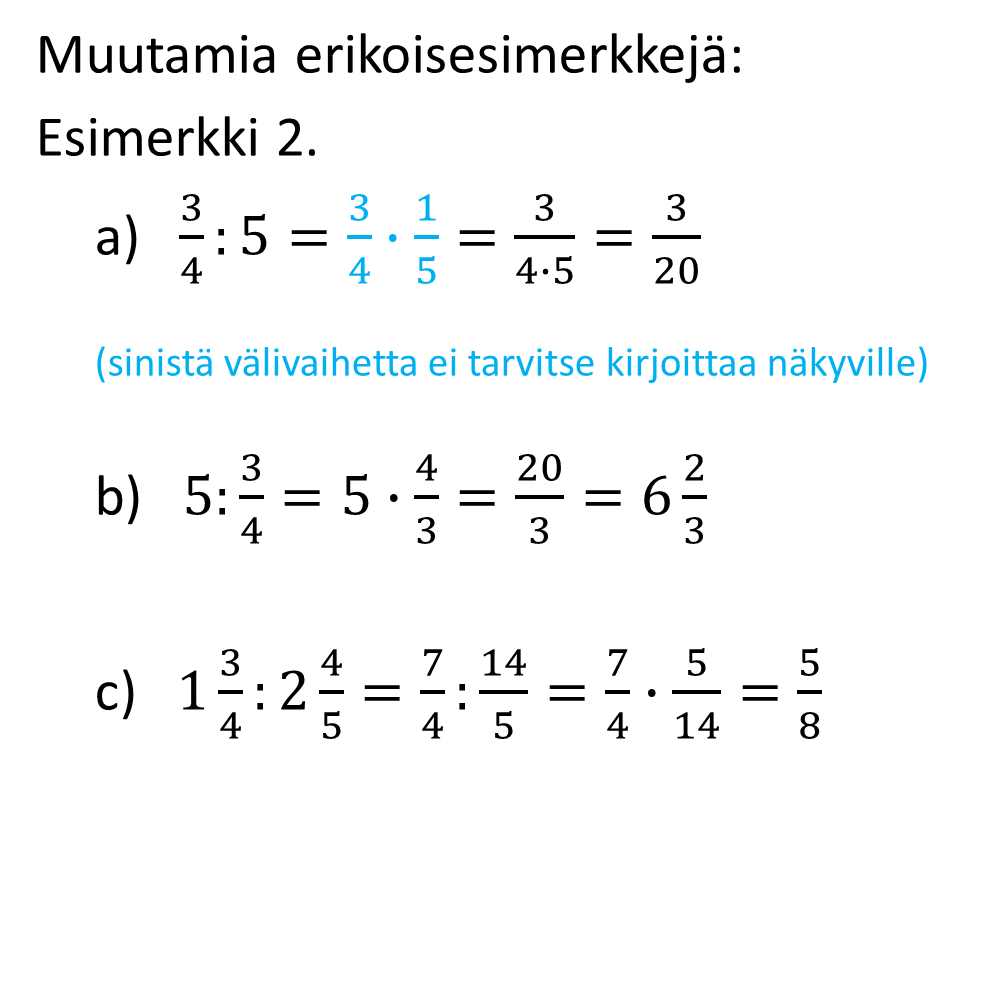 Muutamia erikoisesimerkkejä:
Esimerkki 2.
a) 3/4 : 5 = 3/4 · 1/5 = 3/(4·5) = 3/20
(sinistä välivaihetta ei tarvitse kirjoittaa näkyville)
b) 5: 3/4 = 5 · 4/3 = 20/3 = 6 2/3
c) 1 3/4 : 2 4/5 = 7/4 : 14/5 = 7/4 · 5/14 = 5/8